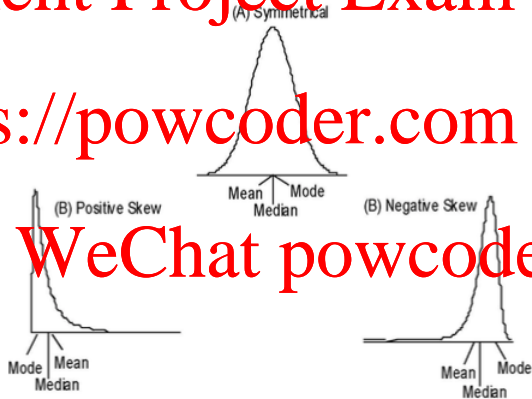 ent Project Exam
(A) Symmetrical
s://powcoder.com
Mean Mode
Median
(B) Positive Skew
(B) Negative Skew
WeChat powcode
Mode Mean
Median
Mean Mode
Median